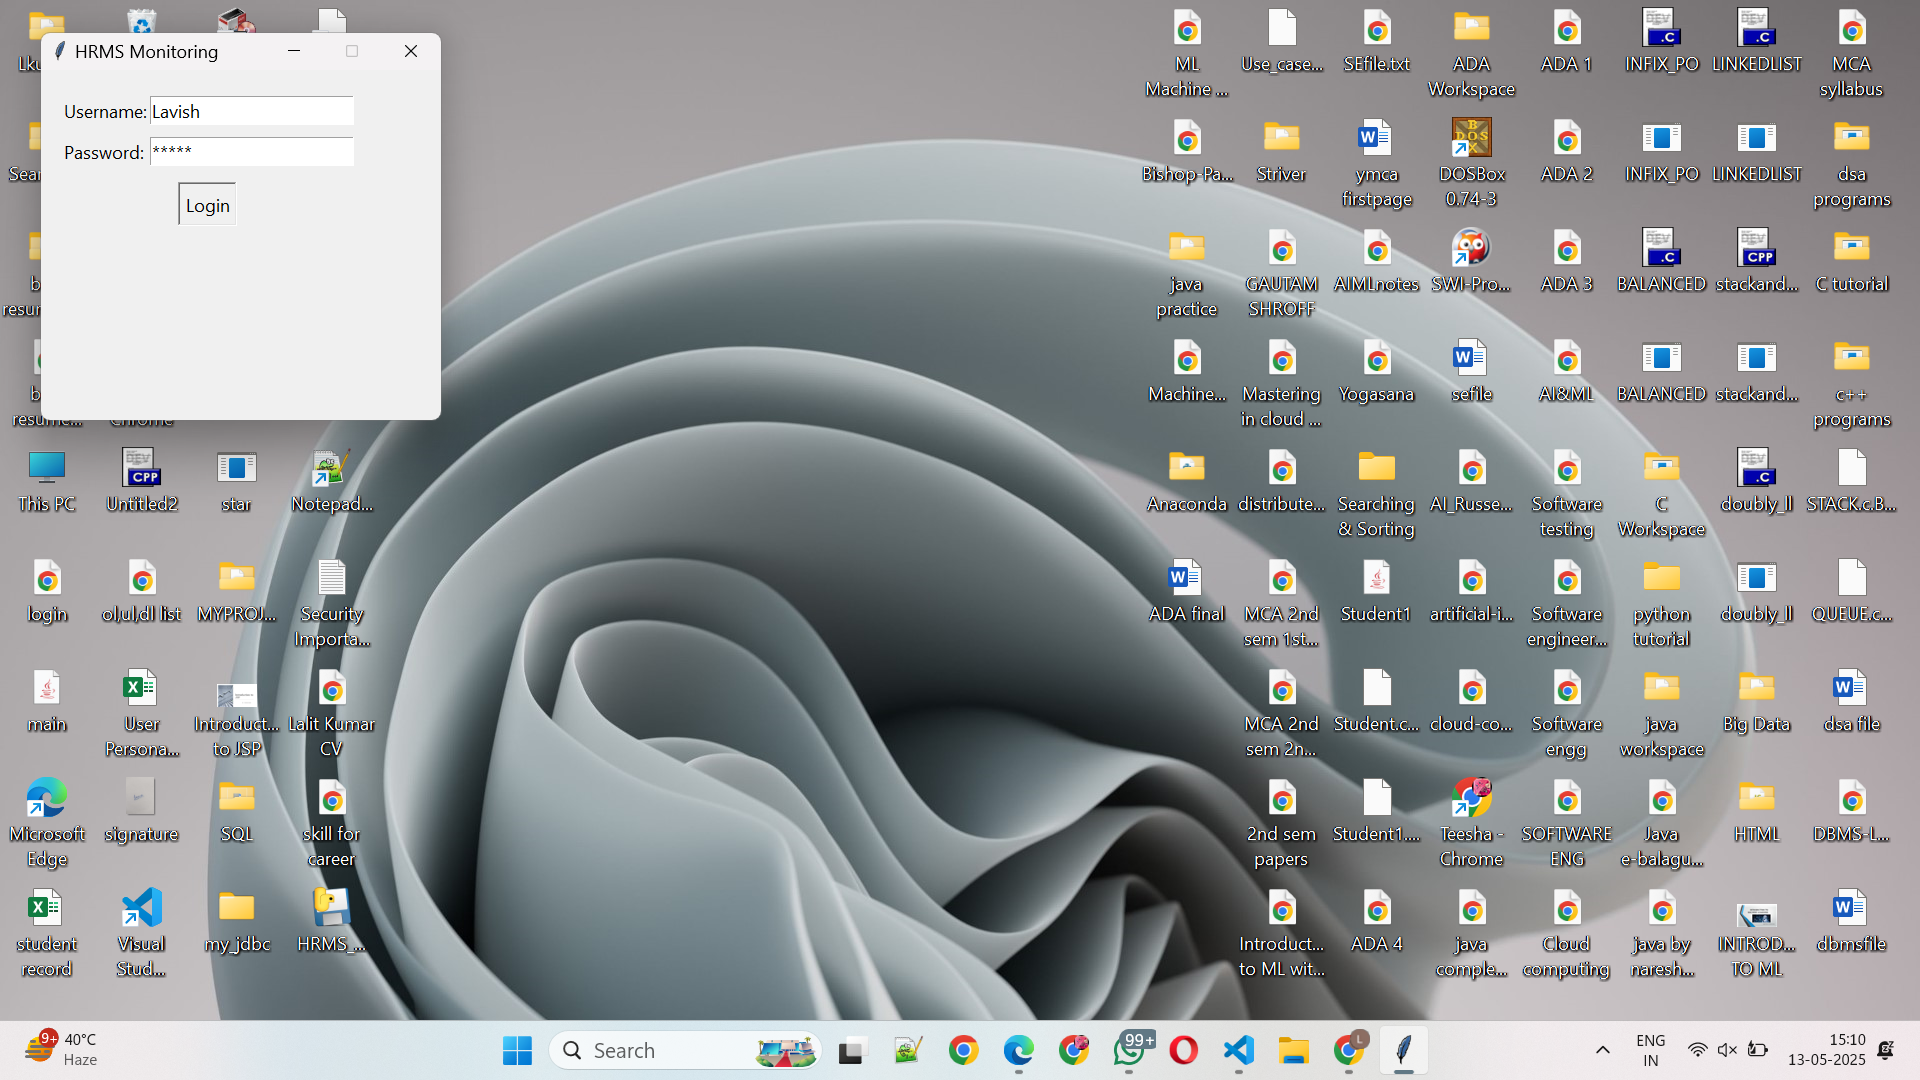 HRMS Monitoring
Username: Lavish
Password: *****
Login
This PC
Untitled2
star
Notepad...
login
ol,ul,dl list
MYPROJ...
Security
Importa...
main
User
Persona...
Introduct...
to JSP
Lalit Kumar
CV
Microsoft
Edge
signature
SQL
skill for
career
student
record
Visual
Stud...
my_jdbc
HRMS_...
ML
Machine ...
Use_case...
SEfile.txt
ADA
Workspace
ADA 1
INFIX_PO
LINKEDLIST
MCA
syllabus
Bishop-Pa...
Striver
ymca
firstpage
DOSBox
0.74-3
ADA 2
INFIX_PO
LINKEDLIST
dsa
programs
java
practice
GAUTAM
SHROFF
AIMLnotes
SWI-Pro...
ADA 3
BALANCED
stackand...
C tutorial
Machine...
Mastering
in cloud ...
Yogasana
sefile
AI&ML
BALANCED
stackand...
c++
programs
Anaconda
distribute...
Searching
& Sorting
AI_Russe...
Software
testing
C
Workspace
doubly_ll
STACK.c.B...
ADA final
MCA 2nd
sem 1st...
Student1
artificial-i...
Software
engineer...
python
tutorial
doubly_ll
QUEUE.c...
MCA 2nd
sem 2n...
Student.c...
cloud-co...
Software
engg
java
workspace
Big Data
dsa file
2nd sem
papers
Student1....
Teesha -
Chrome
SOFTWARE
ENG
Java
e-balagu...
HTML
DBMS-L...
Introduct...
to ML wit...
ADA 4
java
comple...
Cloud
computing
java by
naresh...
INTROD...
TO ML
dbmsfile
9+
40°C
Haze
Search
99+
L
ENG
IN
15:10
13-05-2025